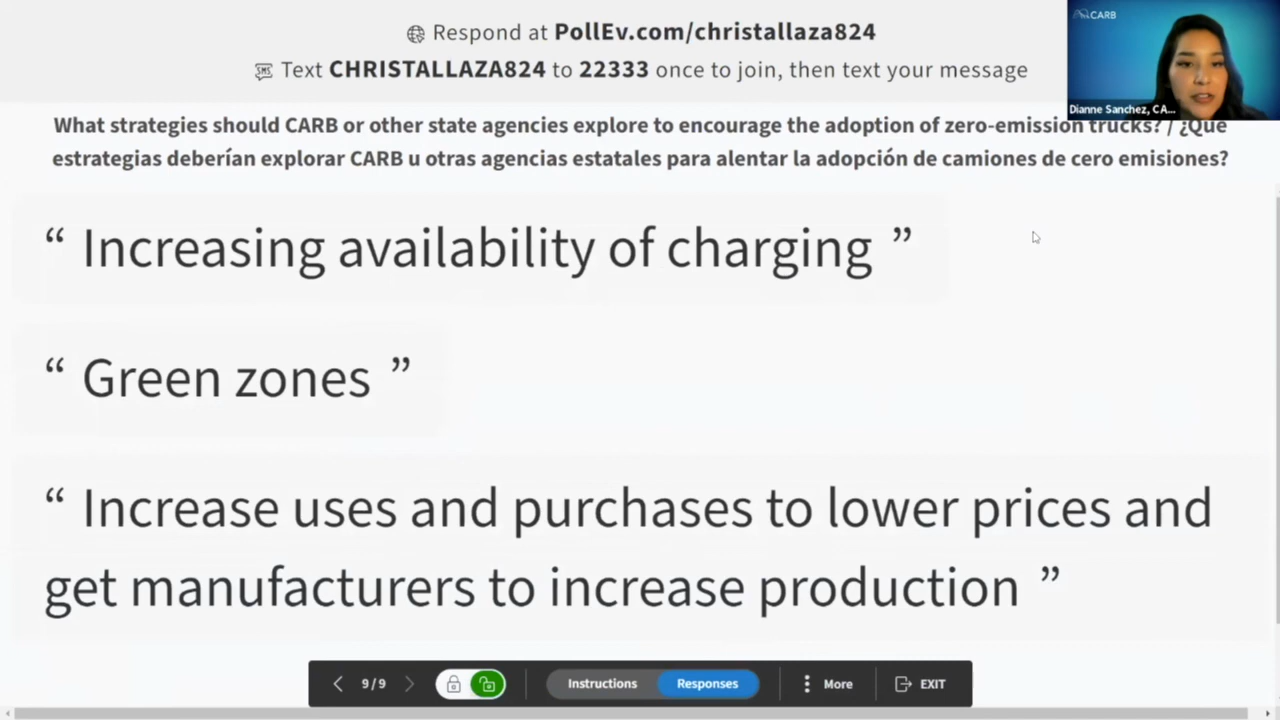 Respond at PollEv.com/christallaza824
Text CHRISTALLAZA824 to 22333 once to join, then text your message
CARB
Dianne Sanchez, CA...
What strategies should CARB or other state agencies explore to encourage the adoption of zero-emission trucks? / ¿Qué
estrategias deberían explorar CARB u otras agencias estatales para alentar la adopción de camiones de cero emisiones?
“ Increasing availability of charging ”
“ Green zones ”
“ Increase uses and purchases to lower prices and
get manufacturers to increase production ”
9/9
Instructions
Responses
More
EXIT